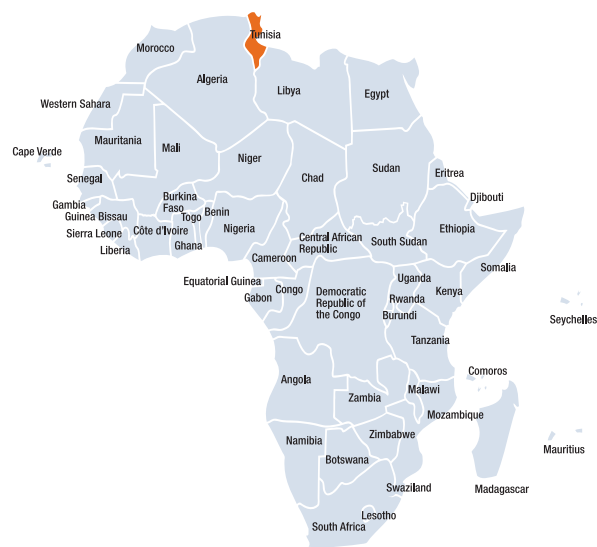 Tunisia
Morocco
Algeria
Libya
Egypt
Western Sahara
Mauritania
Mali
Cape Verde
Niger
Chad
Sudan
Eritrea
Senegal
Djibouti
Gambia
Burkina
Faso
Benin
Guinea Bissau
Togo
Sierra Leone
Côte d'Ivoire
Nigeria
Ethiopia
Liberia
Ghana
Central African
Republic
South Sudan
Cameroon
Somalia
Equatorial Guinea
Congo
Gabon
Democratic
Republic of
the Congo
Uganda
Kenya
Rwanda
Burundi
Seychelles
Tanzania
Comoros
Angola
Malawi
Zambia
Mozambique
Namibia
Zimbabwe
Mauritius
Botswana
Swaziland
Madagascar
Lesotho
South Africa